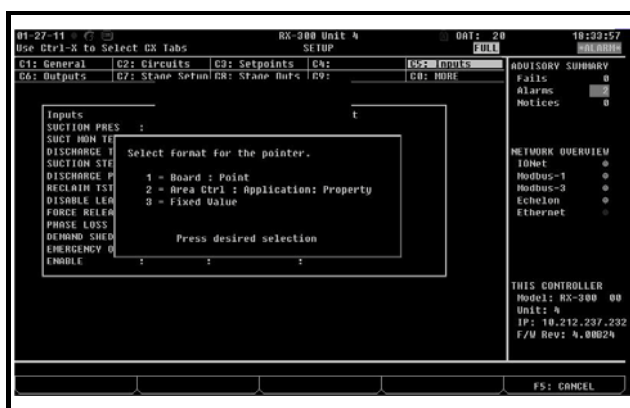 01-27-11 RX-300 Unit 4 OAT: 20 10:33:57
Use Ctrl-X to Select CX Tabs SETUP FULL *ALARM*
C1: General C2: Circuits C3: Setpoints C4: C5: Inputs
C6: Outputs C7: Stage Setup C8: Stage Outs C9: C0: MORE
ADVISORY SUMMARY
Fails 0
Alarms 2
Notices 0
NETWORK OVERVIEW
IONet
Modbus-1
Modbus-3
Echelon
Ethernet
THIS CONTROLLER
Model: RX-300 00
Unit: 4
IP: 10.212.237.232
F/W Rev: 4.00B24
Inputs t
SUCTION PRES :
SUCT MON TE
DISCHARGE T
SUCTION STE
DISCHARGE P
RECLAIM TST
DISABLE LEA
FORCE RELEA
PHASE LOSS
DEMAND SHED
EMERGENCY O
ENABLE : : :
Select format for the pointer.
1 - Board : Point
2 - Area Ctrl : Application: Property
3 - Fixed Value
Press desired selection
F5: CANCEL